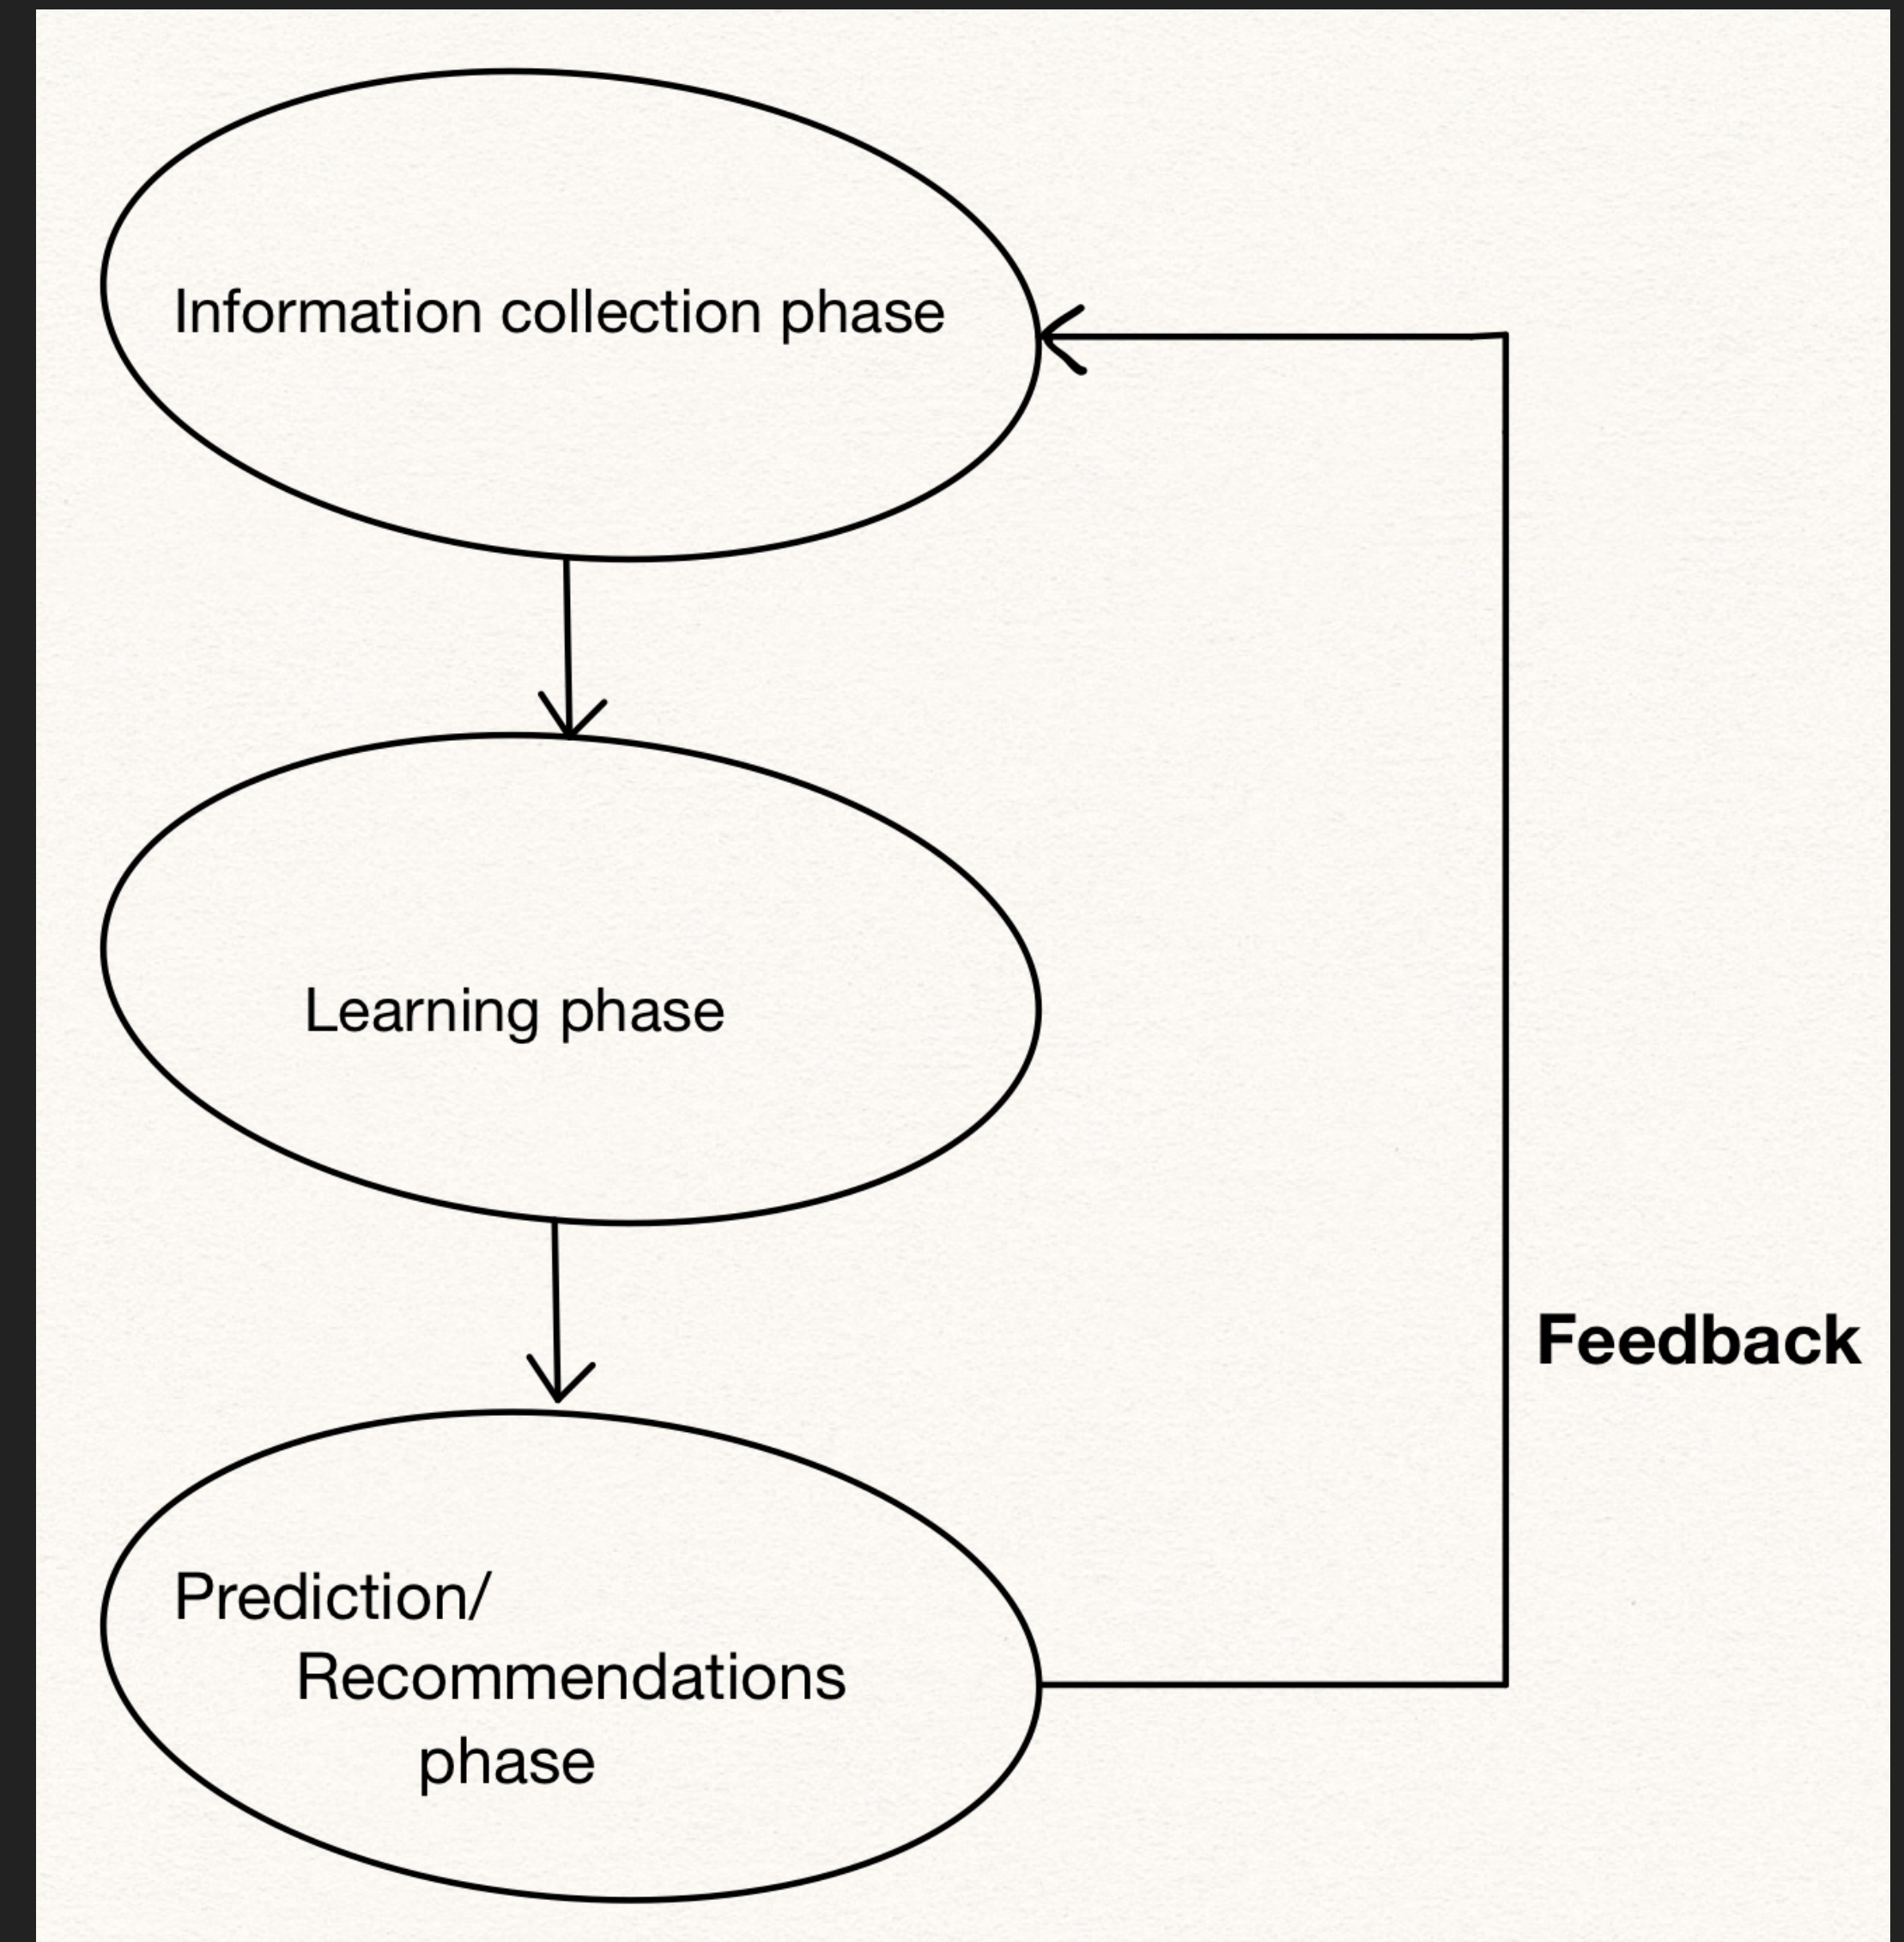 Information collection phase
Learning phase
Feedback
Prediction/
Recommendations
phase